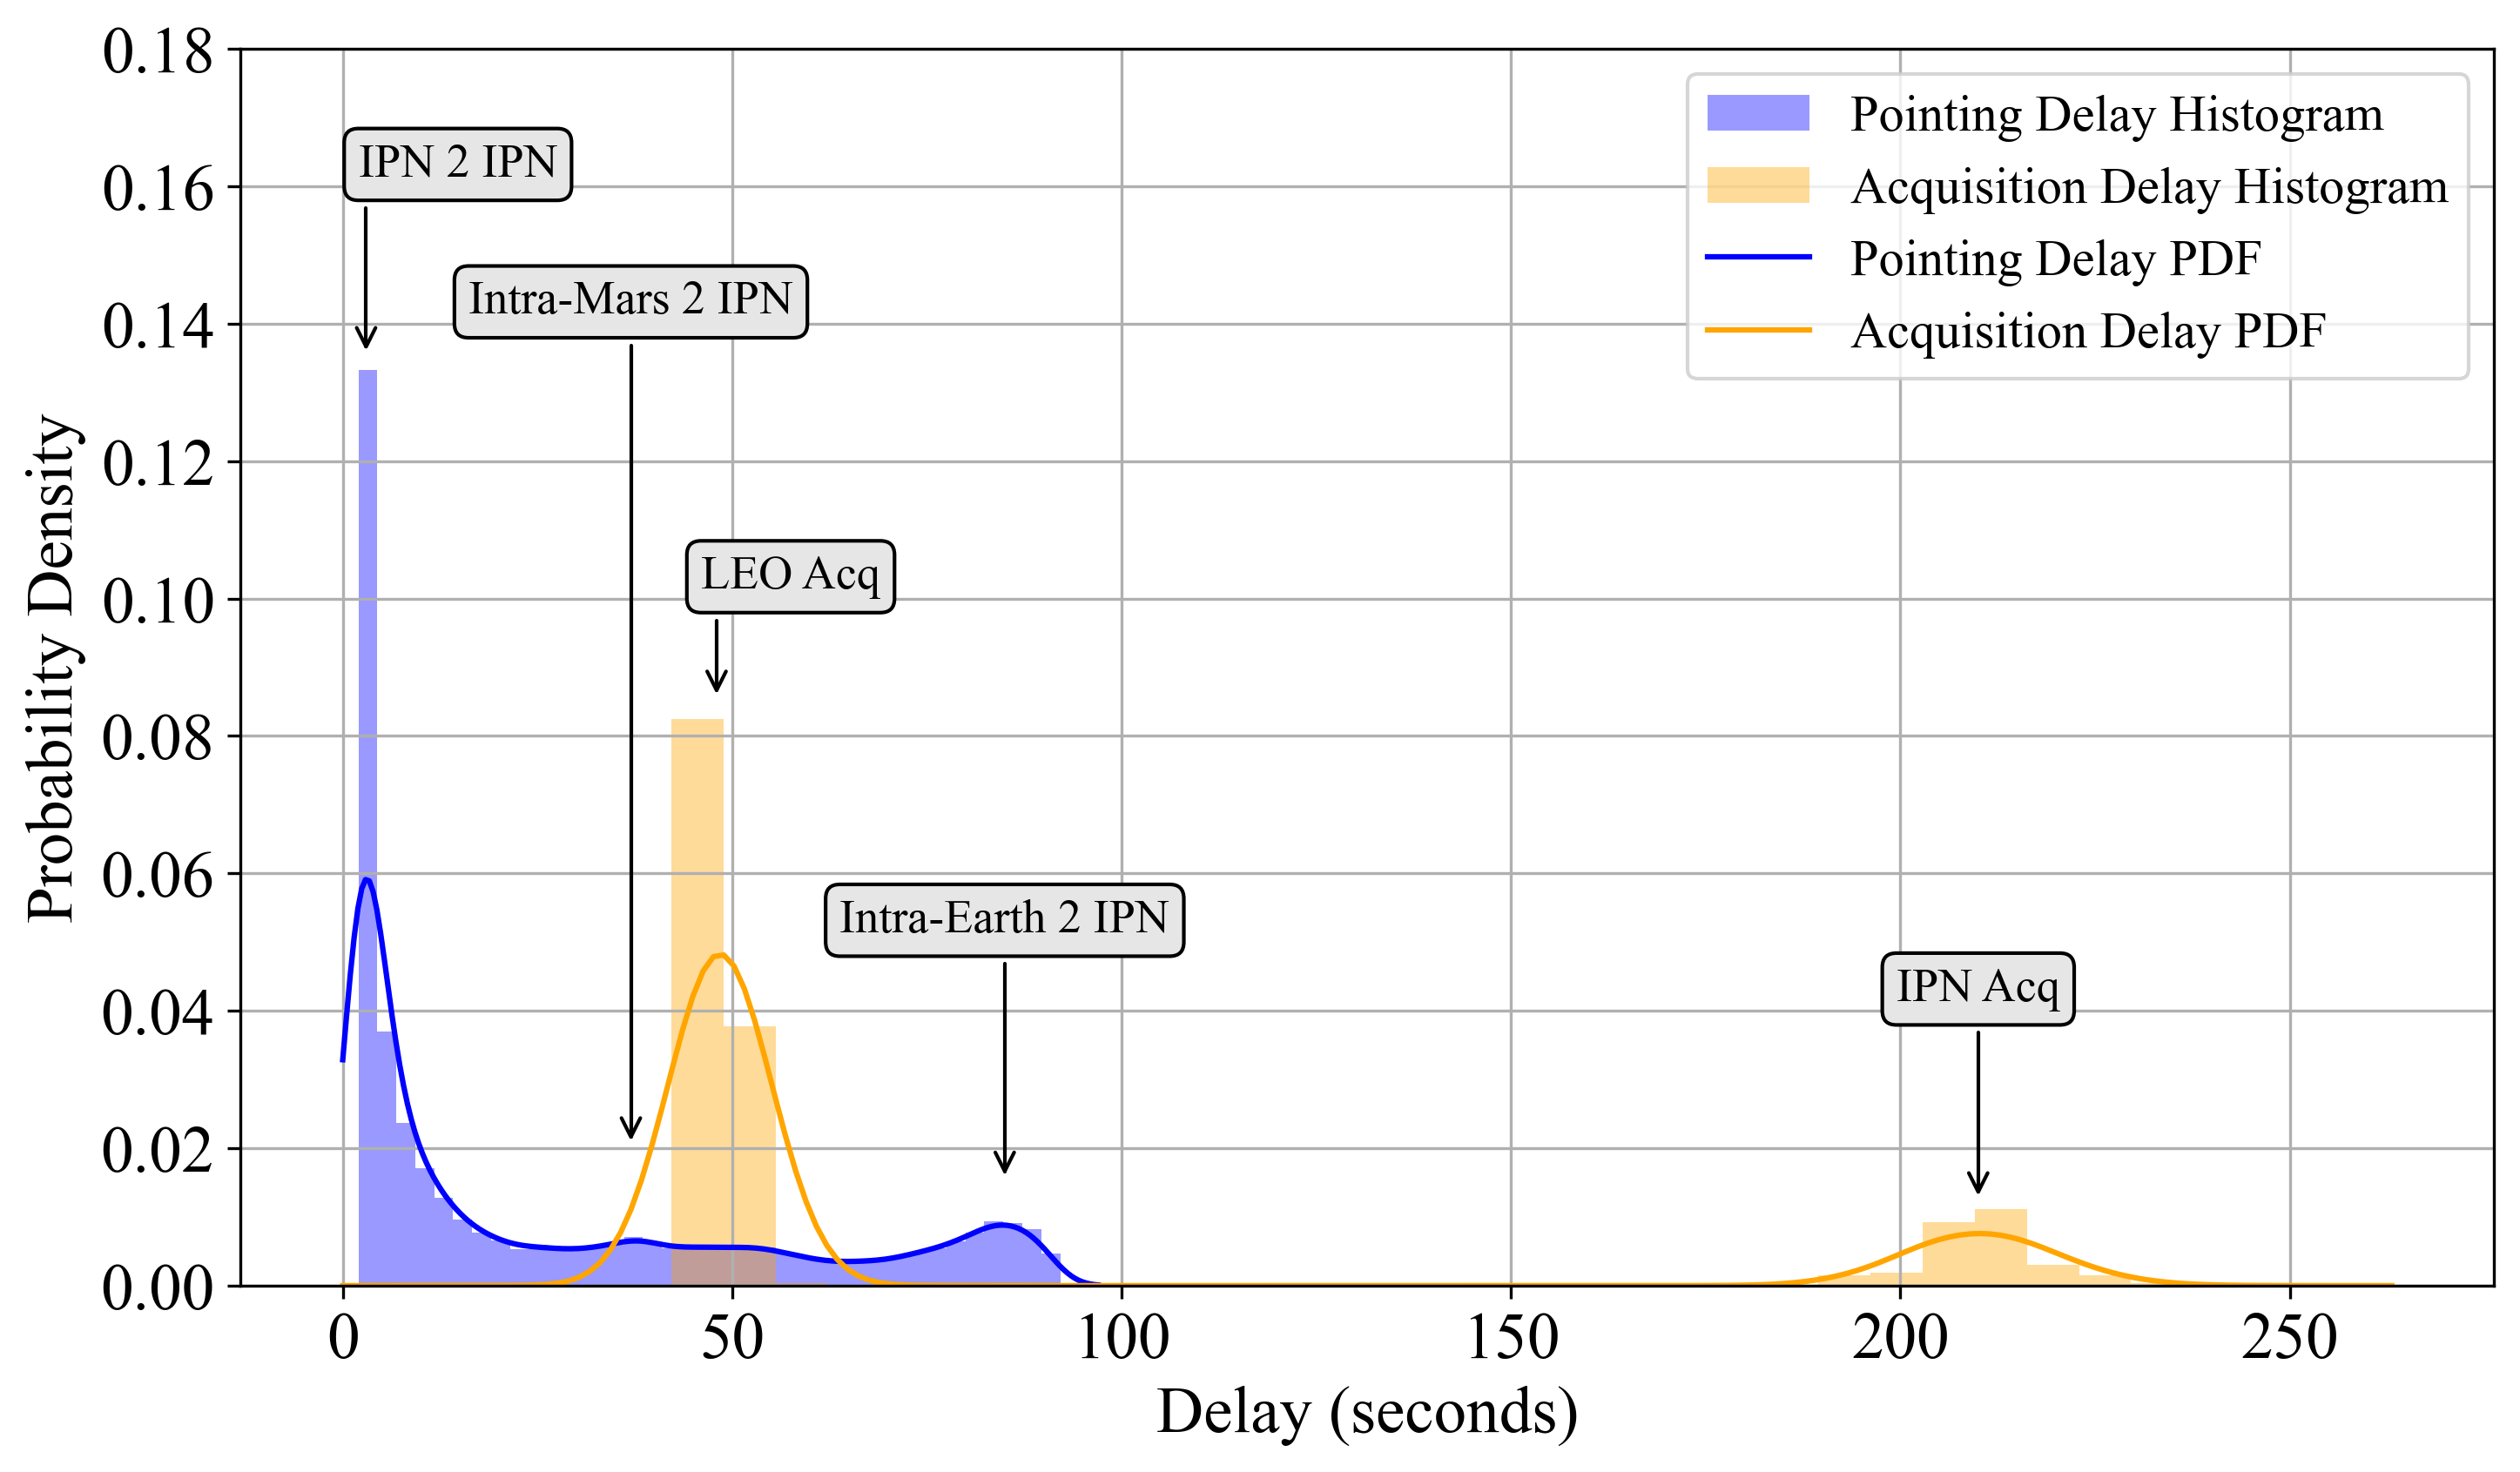 0.18
0.16
0.14
0.12
0.10
0.08
0.06
0.04
0.02
0.00
Probability Density
0 50 100 150 200 250
Delay (seconds)
IPN 2 IPN
Intra-Mars 2 IPN
LEO Acq
Intra-Earth 2 IPN
IPN Acq
Pointing Delay Histogram
Acquisition Delay Histogram
Pointing Delay PDF
Acquisition Delay PDF